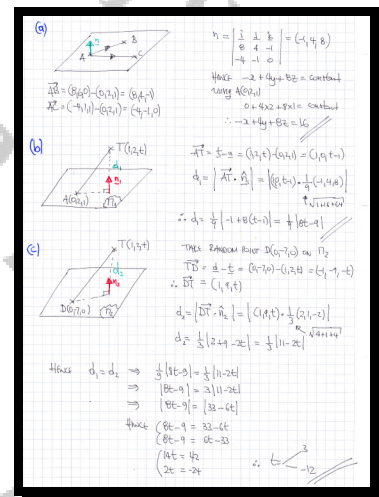 (a)
n = | i j k |
| 8 4 -1 |
| -4 -1 0 |
= (-1, 4, 8)
n B A C
AB = (8,6,0)-(0,2,1) = (8,4,-1)
AC = (-4,1,1)-(0,2,1) = (-4,-1,0)
HENCE -x + 4y + 8z = constant
using A(0,2,1)
0 + 4×2 + 8×1 = constant
∴ -x + 4y + 8z = 16
(b)
T(1,2,t)
d₁
n₁
A(0,2,1)
Π₁
AT = t - a = (1,2,t)-(0,2,1) = (1,0,t-1)
d₁ = |AT · n̂₁| = |(1,0,t-1)·1/9(-1,4,8)|
√1+16+64
∴ d₁ = 1/9|-1+8(t-1)| = 1/9|8t-9|
(c)
T(1,2,t)
d₂
n₂
D(0,-7,0)
Π₂
TAKE RANDOM POINT D(0,-7,0) ON Π₂
TD = d - t = (0,-7,0)-(1,2,t) = (-1,-9,-t)
∴ DT = (1,9,t)
d₂ = |DT · n̂₂| = |(1,9,t)·1/3(2,1,-2)|
√4+1+4
d₂ = 1/3|2+9-2t| = 1/3|11-2t|
HENCE d₁ = d₂ ⇒ 1/9|8t-9| = 1/3|11-2t|
⇒ |8t-9| = 3|11-2t|
⇒ |8t-9| = |33-6t|
HENCE (8t-9 = 33-6t
(8t-9 = 6t-33
(14t = 42
(2t = -24
∴ t = 3
-12